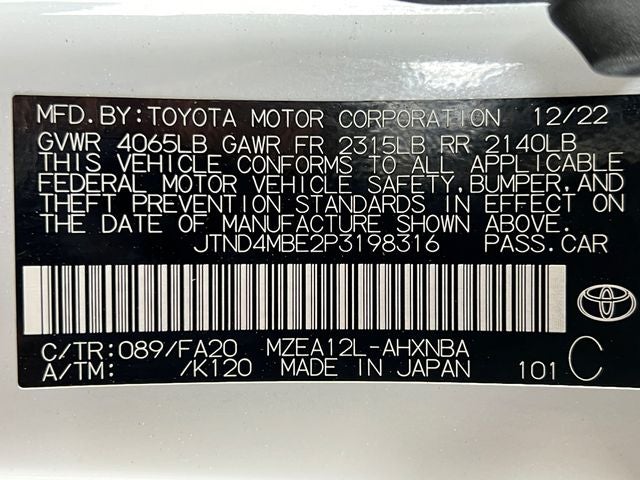 MFD.BY:TOYOTA MOTOR CORPORATION 12/22
GVWR 4065LB GAWR FR 2315LB RR 2140LB
THIS VEHICLE CONFORMS TO ALL APPLICABLE
FEDERAL MOTOR VEHICLE SAFETY,BUMPER,AND
THEFT PREVENTION STANDARDS IN EFFECT ON
THE DATE OF MANUFACTURE SHOWN ABOVE.
JTND4MBE2P3198316 PASS.CAR
C/TR:089/FA20 MZEA12L-AHXNBA
A/TM: /K120 MADE IN JAPAN 101 C